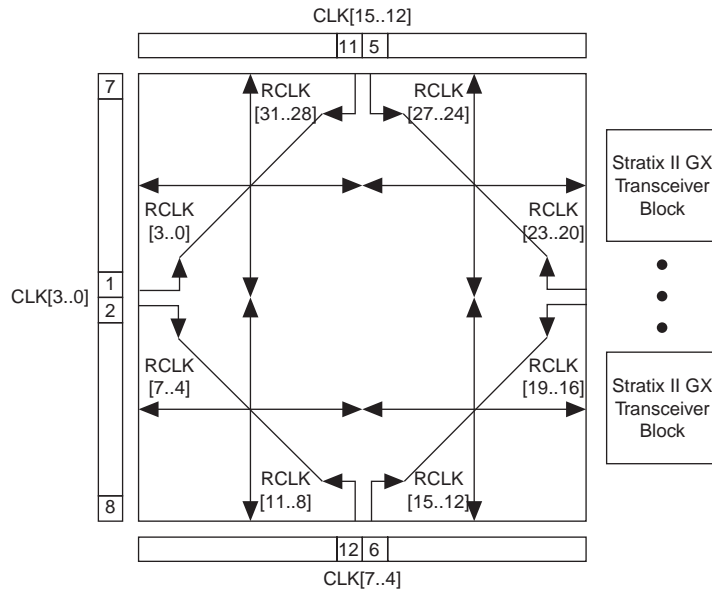 CLK[15..12]
11 5
7
RCLK
[31..28]
RCLK
[27..24]
Stratix II GX
Transceiver
Block
RCLK
[3..0]
RCLK
[23..20]
1
CLK[3..0]
2
RCLK
[7..4]
RCLK
[19..16]
Stratix II GX
Transceiver
Block
RCLK
[11..8]
RCLK
[15..12]
8
12 6
CLK[7..4]